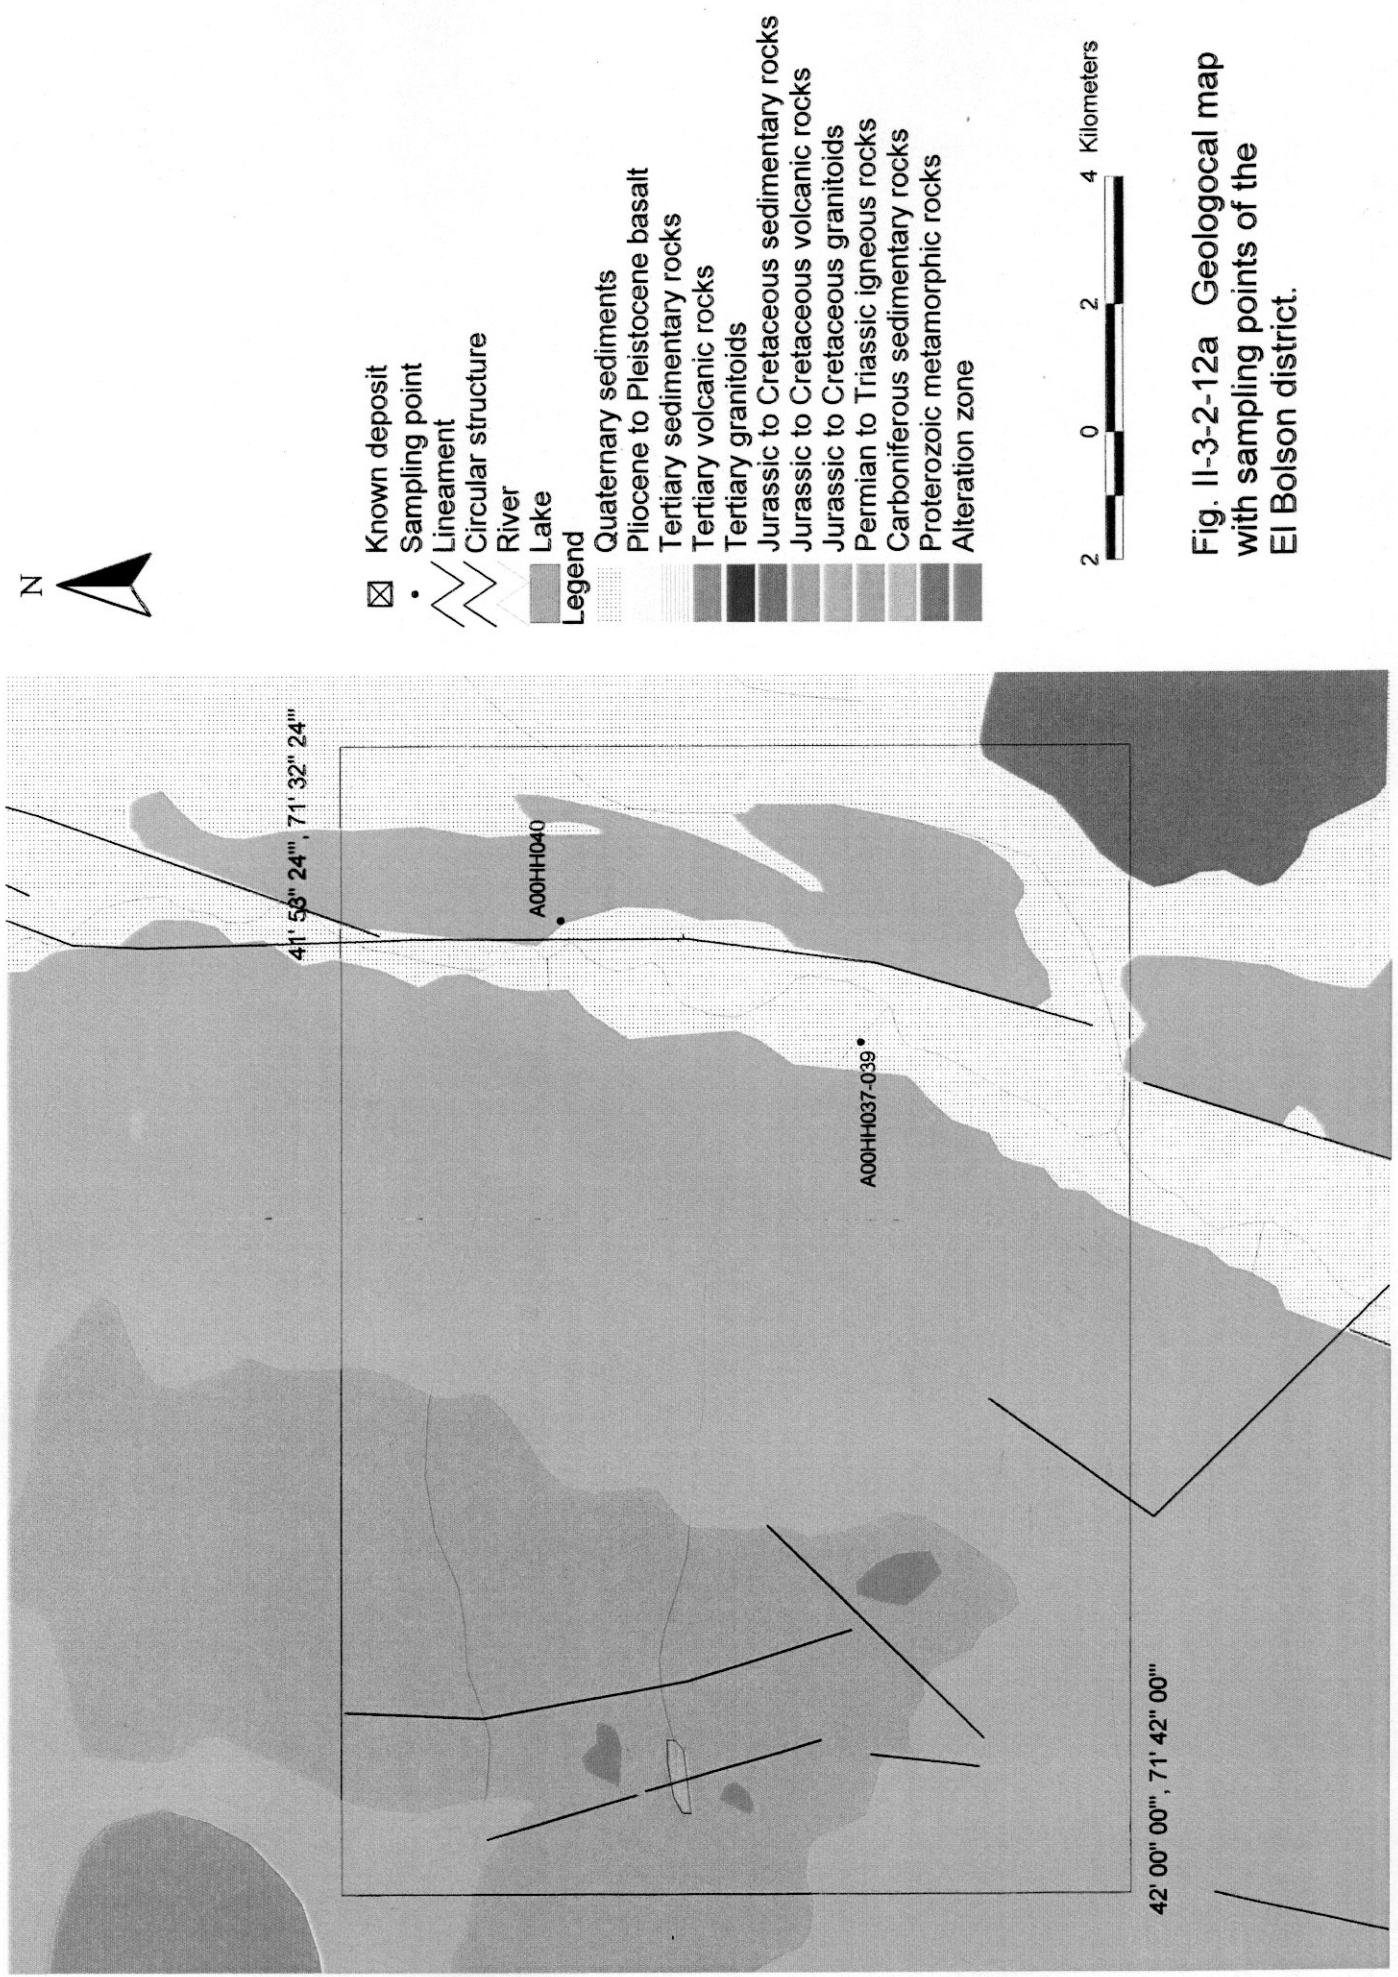 N
Known deposit
Sampling point
Lineament
Circular structure
River
Lake
Legend
Quaternary sediments
Pliocene to Pleistocene basalt
Tertiary sedimentary rocks
Tertiary volcanic rocks
Tertiary granitoids
Jurassic to Cretaceous sedimentary rocks
Jurassic to Cretaceous volcanic rocks
Jurassic to Cretaceous granitoids
Permian to Triassic igneous rocks
Carboniferous sedimentary rocks
Proterozoic metamorphic rocks
Alteration zone
2 0 2 4 Kilometers
Fig. II-3-2-12a Geologocal map
with sampling points of the
El Bolson district.
41' 53" 24''', 71' 32" 24'''
A00HH040
A00HH037-039
42' 00" 00''', 71' 42" 00'''